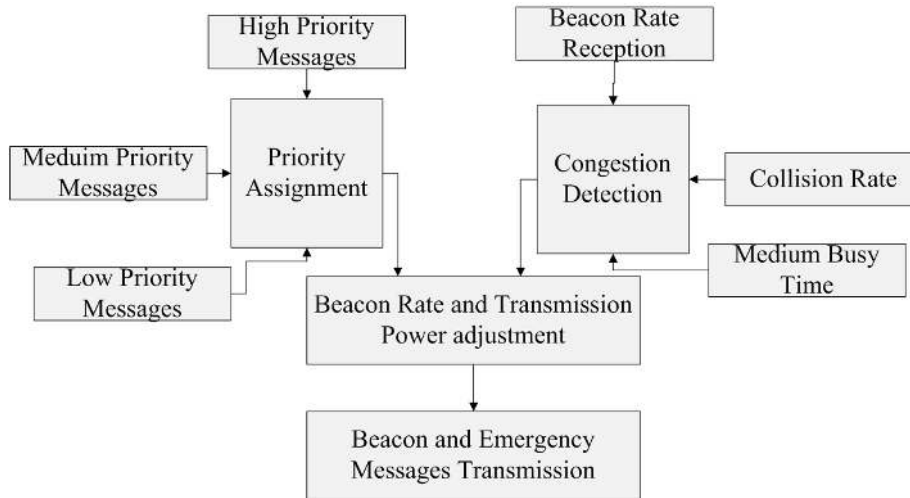 High Priority
Messages
Beacon Rate
Reception
Meduim Priority
Messages
Priority
Assignment
Congestion
Detection
Collision Rate
Low Priority
Messages
Medium Busy
Time
Beacon Rate and Transmission
Power adjustment
Beacon and Emergency
Messages Transmission